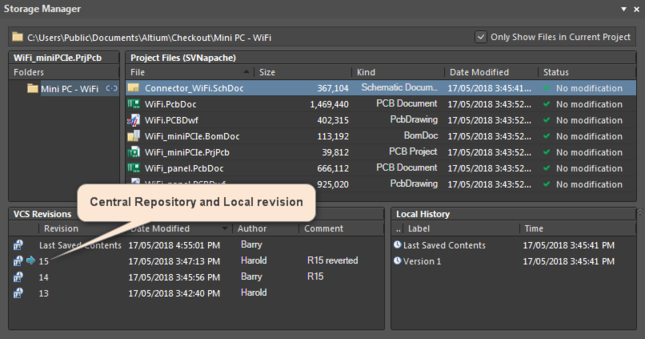 Storage Manager
C:\Users\Public\Documents\Altium\Checkout\Mini PC - WiFi
Only Show Files in Current Project
WiFi_miniPCIe.PrjPcb
Folders
Mini PC - WiFi
Project Files (SVNapache)
File Size Kind Date Modified Status
Connector_WiFi.SchDoc 367,104 Schematic Docum... 17/05/2018 3:45:41... No modification
WiFi.PcbDoc 1,469,440 PCB Document 17/05/2018 3:43:52... No modification
WiFi.PCBDwf 402,315 PcbDrawing 17/05/2018 3:43:52... No modification
WiFi_miniPCIe.BomDoc 113,192 BomDoc 17/05/2018 3:43:52... No modification
WiFi_miniPCIe.PrjPcb 39,812 PCB Project 17/05/2018 3:43:52... No modification
WiFi_panel.PcbDoc 666,112 PCB Document 17/05/2018 3:43:52... No modification
WiFi_panel.PCBDwf 925,020 PcbDrawing 17/05/2018 3:43:52... No modification
Central Repository and Local revision
VCS Revisions
Revision Date Modified Author Comment
Last Saved Contents 17/05/2018 4:55:01 PM Barry
15 17/05/2018 3:47:13 PM Harold R15 reverted
14 17/05/2018 3:45:56 PM Barry R15
13 17/05/2018 3:42:40 PM Harold
Local History
.. Label Time
Last Saved Contents 17/05/2018 3:45:41 PM
Version 1 17/05/2018 3:45:41 PM